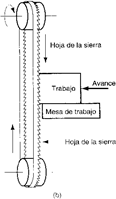 Hoja de la sierra
Trabajo
Avance
Mesa de trabajo
Hoja de la sierra
(b)